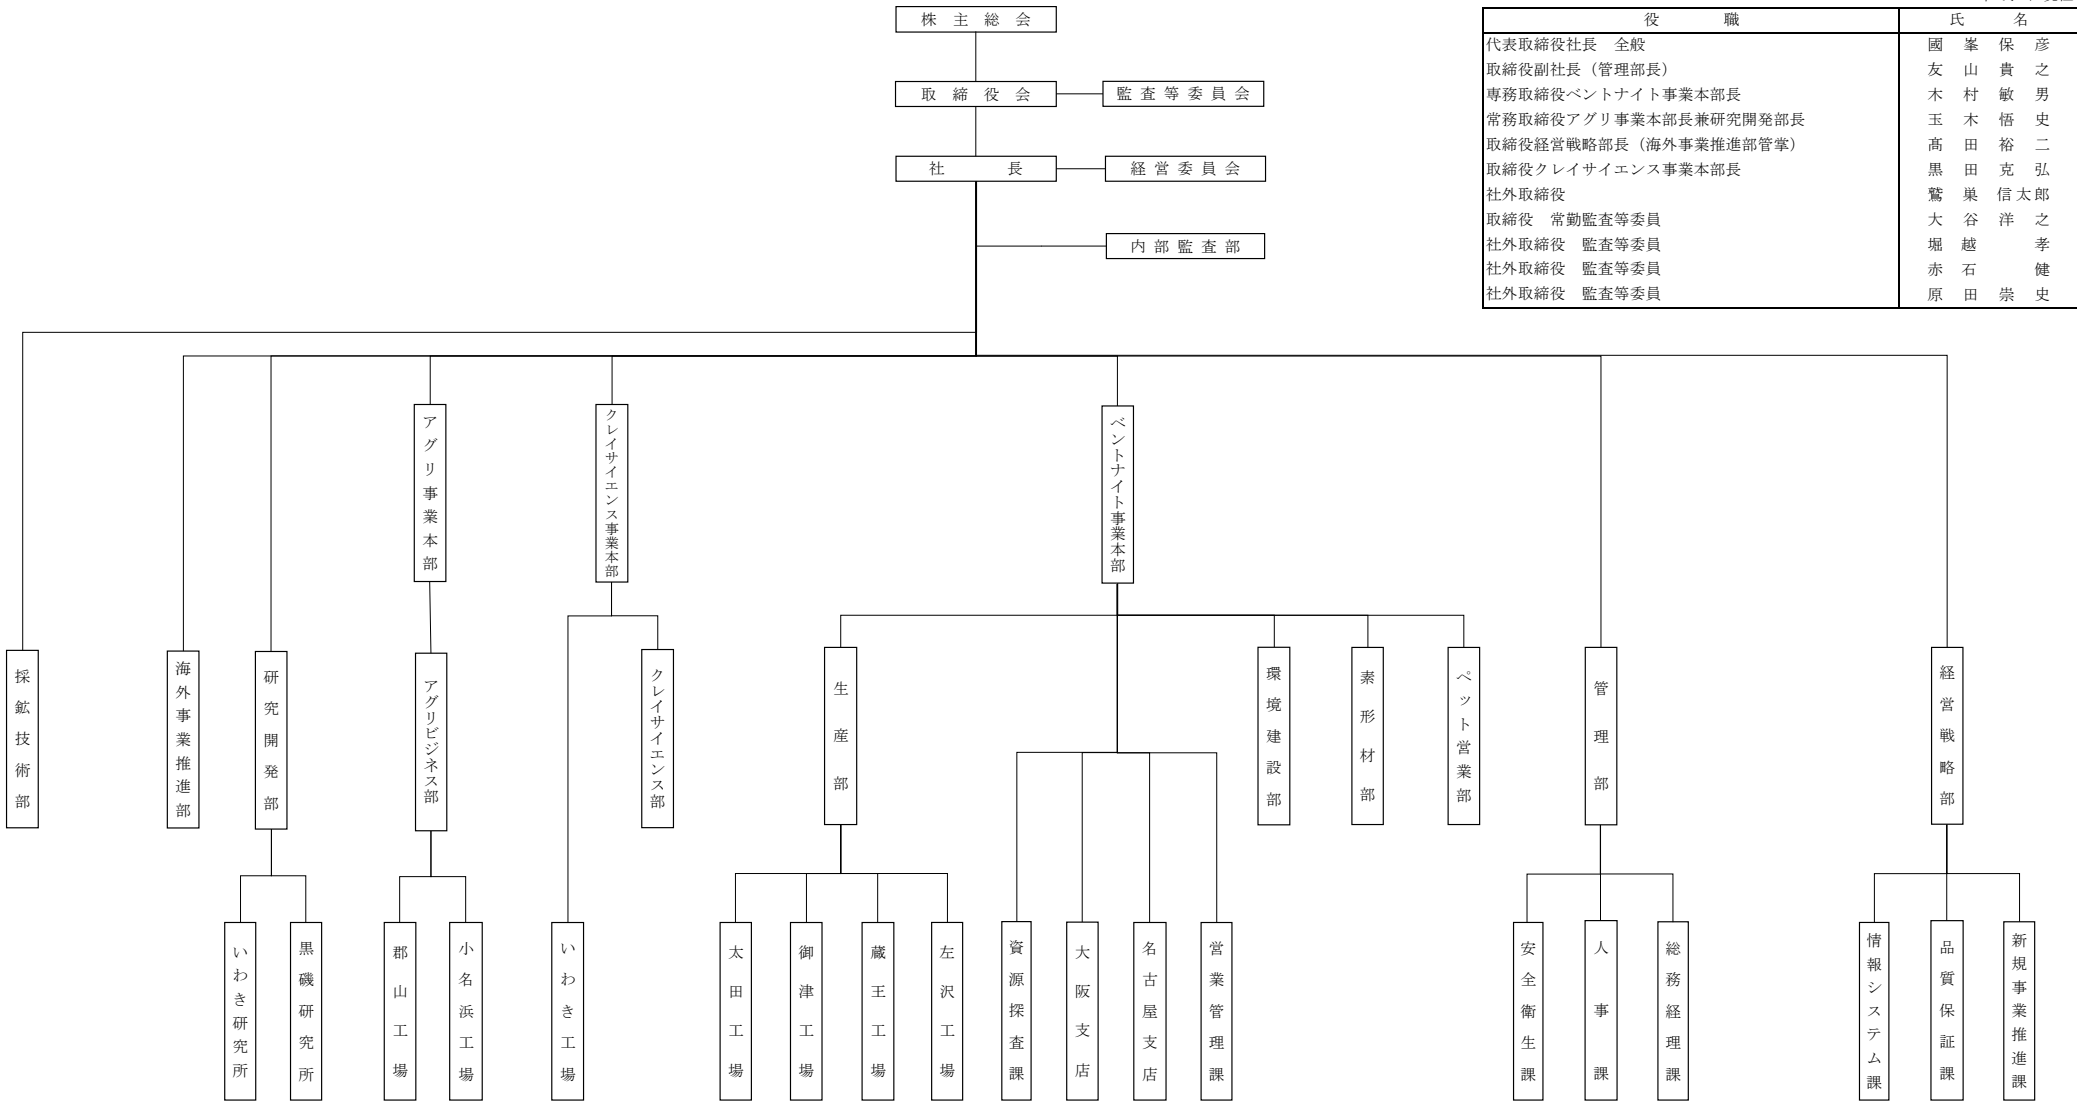 株主総会
取締役会
監査等委員会
社長
経営委員会
内部監査部
役職 氏名
代表取締役社長 全般 國峯保彦
取締役副社長（管理部長） 友山貴之
専務取締役ベントナイト事業本部長 木村敏男
常務取締役アグリ事業本部長兼研究開発部長 玉木悟史
取締役経営戦略部長（海外事業推進部管掌） 髙田裕二
取締役クレイサイエンス事業本部長 黒田克弘
社外取締役 鷲巣信太郎
取締役 常勤監査等委員 大谷洋之
社外取締役 監査等委員 堀越孝
社外取締役 監査等委員 赤石健
社外取締役 監査等委員 原田崇史
アグリ事業本部
クレイサイエンス事業本部
ベントナイト事業本部
採鉱技術部
海外事業推進部
研究開発部
アグリビジネス部
クレイサイエンス部
生産部
環境建設部
素形材部
ペット営業部
管理部
経営戦略部
いわき研究所
黒磯研究所
郡山工場
小名浜工場
いわき工場
太田工場
御津工場
蔵王工場
左沢工場
資源探査課
大阪支店
名古屋支店
営業管理課
安全衛生課
人事課
総務経理課
情報システム課
品質保証課
新規事業推進課